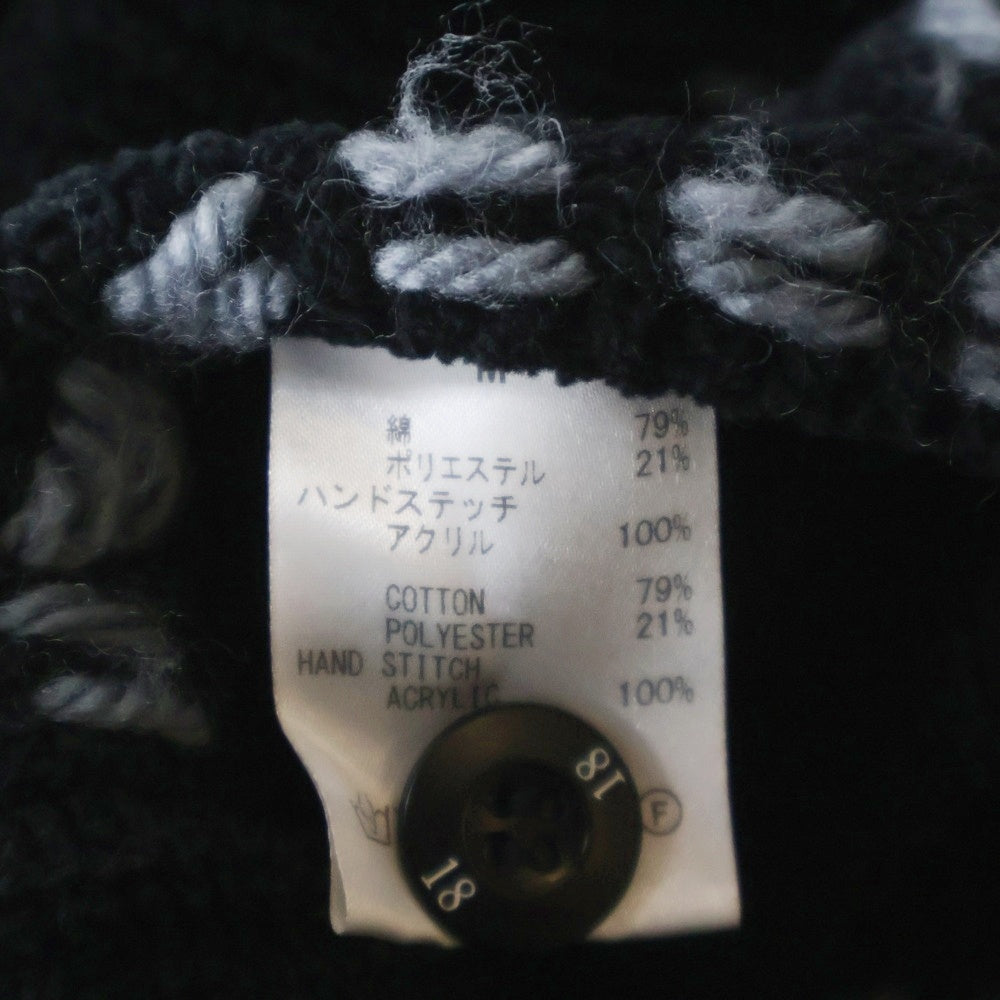 M
綿 79%
ポリエステル 21%
ハンドステッチ
アクリル 100%
COTTON 79%
POLYESTER 21%
HAND STITCH
ACRYLIC 100%
18
F
18